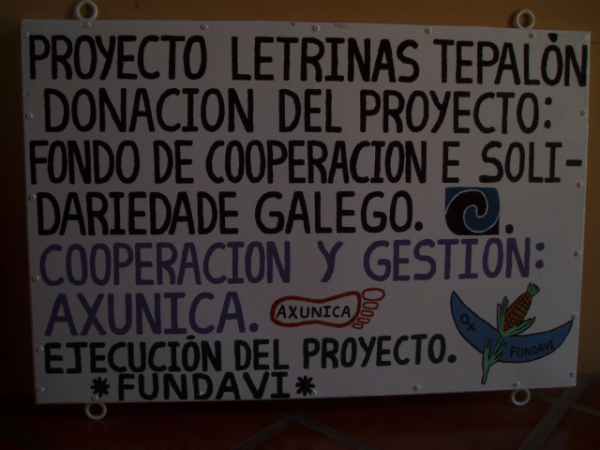 PROYECTO LETRINAS TEPALÓN
DONACION DEL PROYECTO:
FONDO DE COOPERACION E SOLI-
DARIEDADE GALEGO.       .
COOPERACION Y GESTIÓN:
AXUNICA.
AXUNICA
EJECUCIÓN DEL PROYECTO.
FUNDAVI
*FUNDAVI*